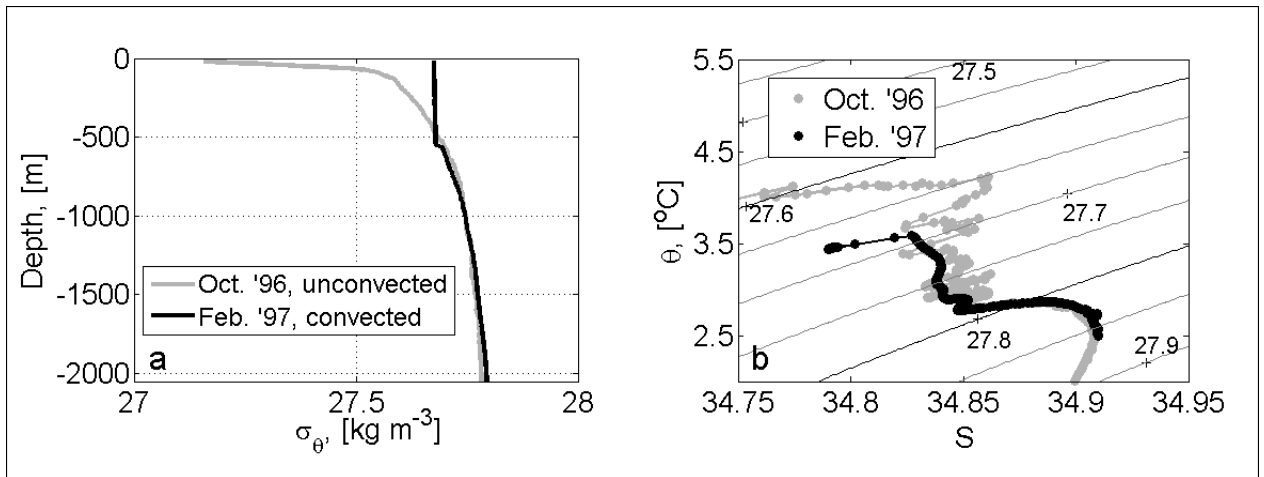 0
-500
-1000
-1500
-2000
Depth, [m]
Oct. '96, unconvected
Feb. '97, convected
a
27
27.5
28
σθ, [kg m-3]
5.5
4.5
3.5
2.5
θ, [ºC]
Oct. '96
Feb. '97
27.5
27.6
27.7
27.8
27.9
b
34.75
34.8
34.85
34.9
34.95
S